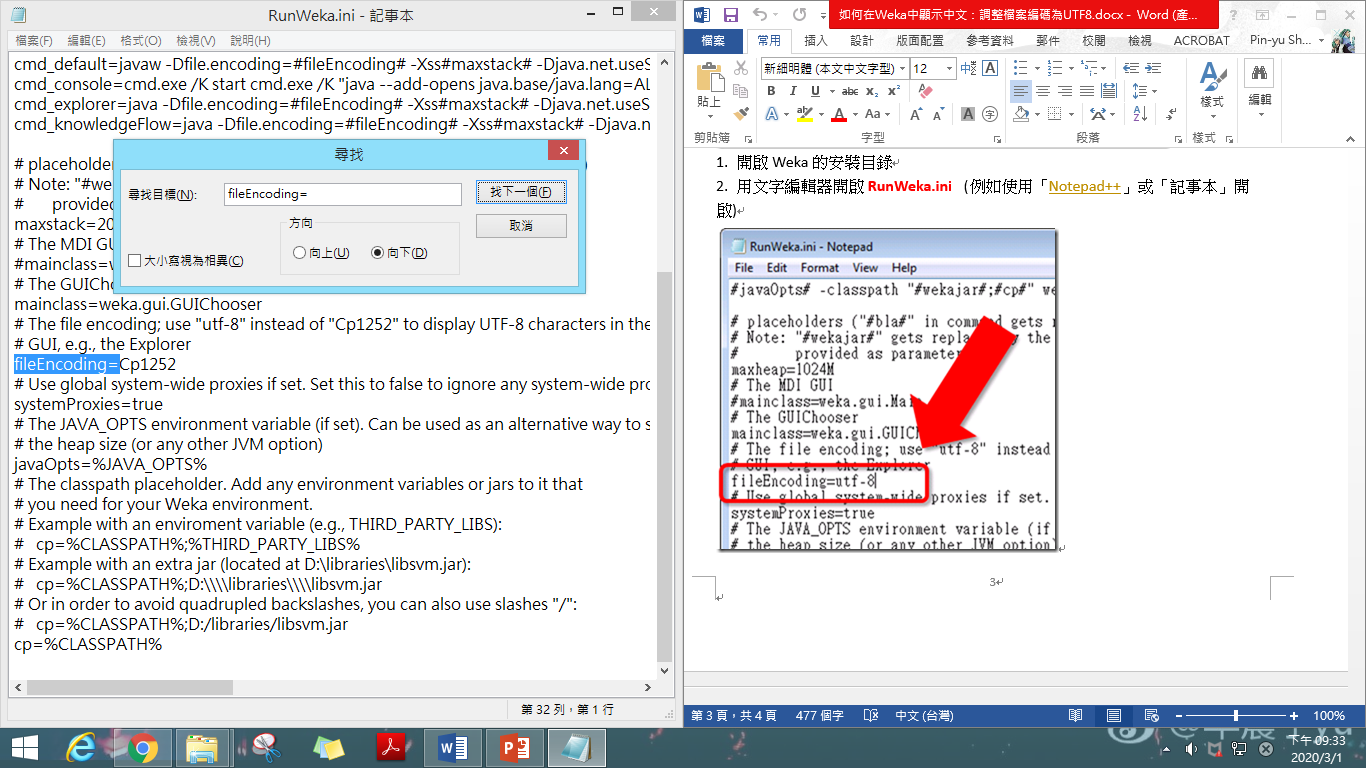 RunWeka.ini - 記事本
檔案(F) 編輯(E) 格式(O) 檢視(V) 說明(H)
cmd_default=javaw -Dfile.encoding=#fileEncoding# -Xss#maxstack# -Djava.net.useS
cmd_console=cmd.exe /K start cmd.exe /K "java --add-opens java.base/java.lang=AL
cmd_explorer=java -Dfile.encoding=#fileEncoding# -Xss#maxstack# -Djava.net.useS
cmd_knowledgeFlow=java -Dfile.encoding=#fileEncoding# -Xss#maxstack# -Djava.n
# placeholder
# Note: "#we
# provided
maxstack=20
# The MDI GU
#mainclass=w
# The GUICho
mainclass=weka.gui.GUIChooser
# The file encoding; use "utf-8" instead of "Cp1252" to display UTF-8 characters in the
# GUI, e.g., the Explorer
fileEncoding=Cp1252
# Use global system-wide proxies if set. Set this to false to ignore any system-wide pro
systemProxies=true
# The JAVA_OPTS environment variable (if set). Can be used as an alternative way to s
# the heap size (or any other JVM option)
javaOpts=%JAVA_OPTS%
# The classpath placeholder. Add any environment variables or jars to it that
# you need for your Weka environment.
# Example with an enviroment variable (e.g., THIRD_PARTY_LIBS):
# cp=%CLASSPATH%;%THIRD_PARTY_LIBS%
# Example with an extra jar (located at D:\libraries\libsvm.jar):
# cp=%CLASSPATH%;D:\\\\libraries\\\\libsvm.jar
# Or in order to avoid quadrupled backslashes, you can also use slashes "/":
# cp=%CLASSPATH%;D:/libraries/libsvm.jar
cp=%CLASSPATH%
第 32 列，第 1 行
尋找
尋找目標(N):
fileEncoding=
找下一個(F)
取消
方向
向上(U)
向下(D)
大小寫視為相異(C)
如何在Weka中顯示中文：調整檔案編碼為UTF8.docx - Word (產...
檔案 常用 插入 設計 版面配置 參考資料 郵件 校閱 檢視 ACROBAT Pin-yu Sh...
新細明體 (本文中文字型) 12
貼上
樣式
編輯
剪貼簿 字型 段落 樣式
1. 開啟 Weka 的安裝目錄
2. 用文字編輯器開啟 RunWeka.ini （例如使用「Notepad++」或「記事本」開
啟)
RunWeka.ini - Notepad
File Edit Format View Help
#javaOpts# -classpath "#wekajar#;#cp#" we
# placeholders ("#bla#" in command gets r
# Note: "#wekajar#" gets replaced by the
# provided as parameter
maxheap=1024M
# The MDI GUI
#mainclass=weka.gui.Main
# The GUIChooser
mainclass=weka.gui.GUICh
# The file encoding; use "utf-8" instead
# GUI, e.g., the Explorer
fileEncoding=utf-8
# Use global system-wide proxies if set.
systemProxies=true
# The JAVA_OPTS environment variable (if
# the heap size (or any other JVM option)
3
第 3 頁，共 4 頁 477 個字 中文 (台灣) 100%
下午 09:33
2020/3/1